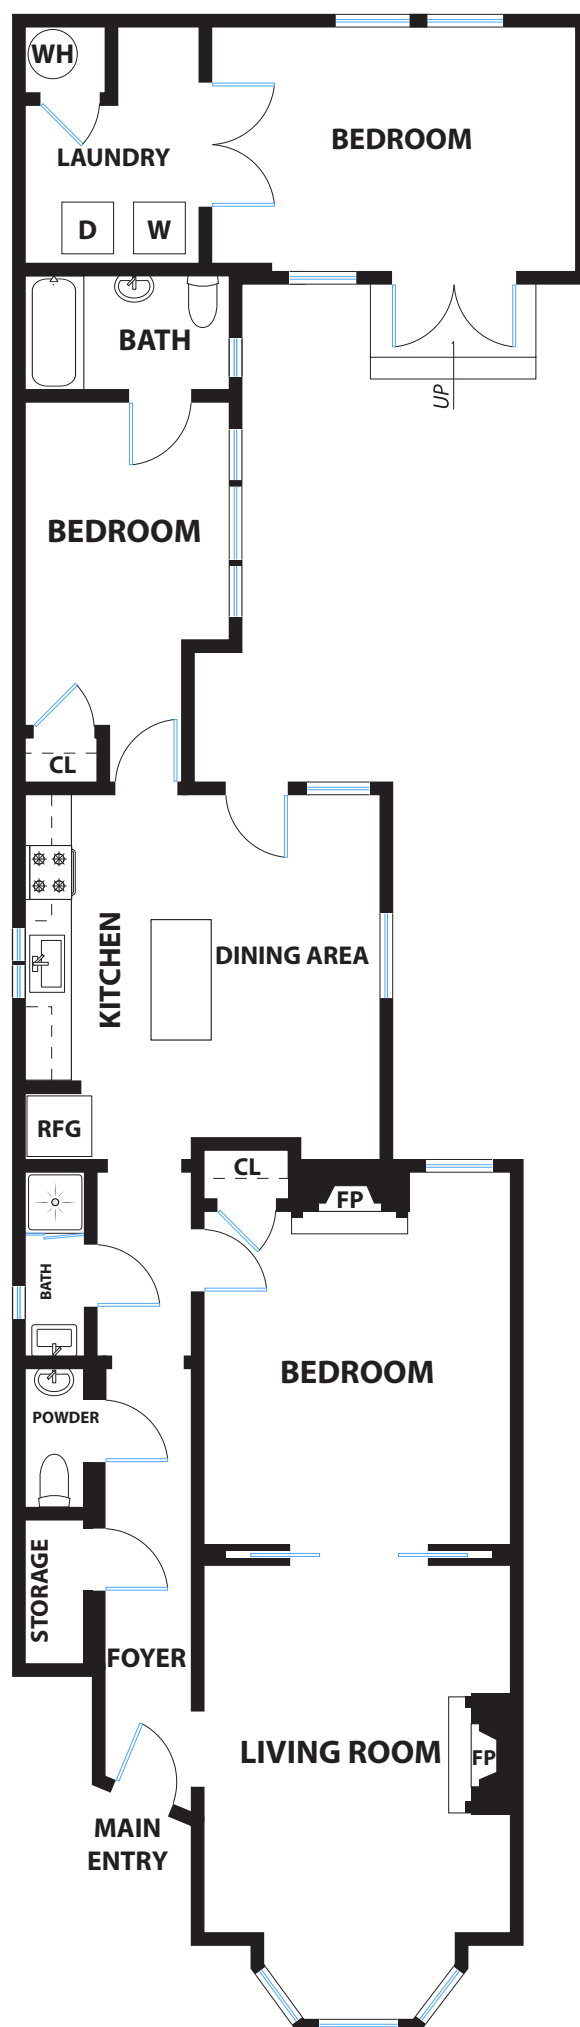 WH
BEDROOM
LAUNDRY
D
W
BATH
UP
BEDROOM
CL
KITCHEN
DINING AREA
RFG
CL
FP
BATH
BEDROOM
POWDER
STORAGE
FOYER
LIVING ROOM
FP
MAIN
ENTRY